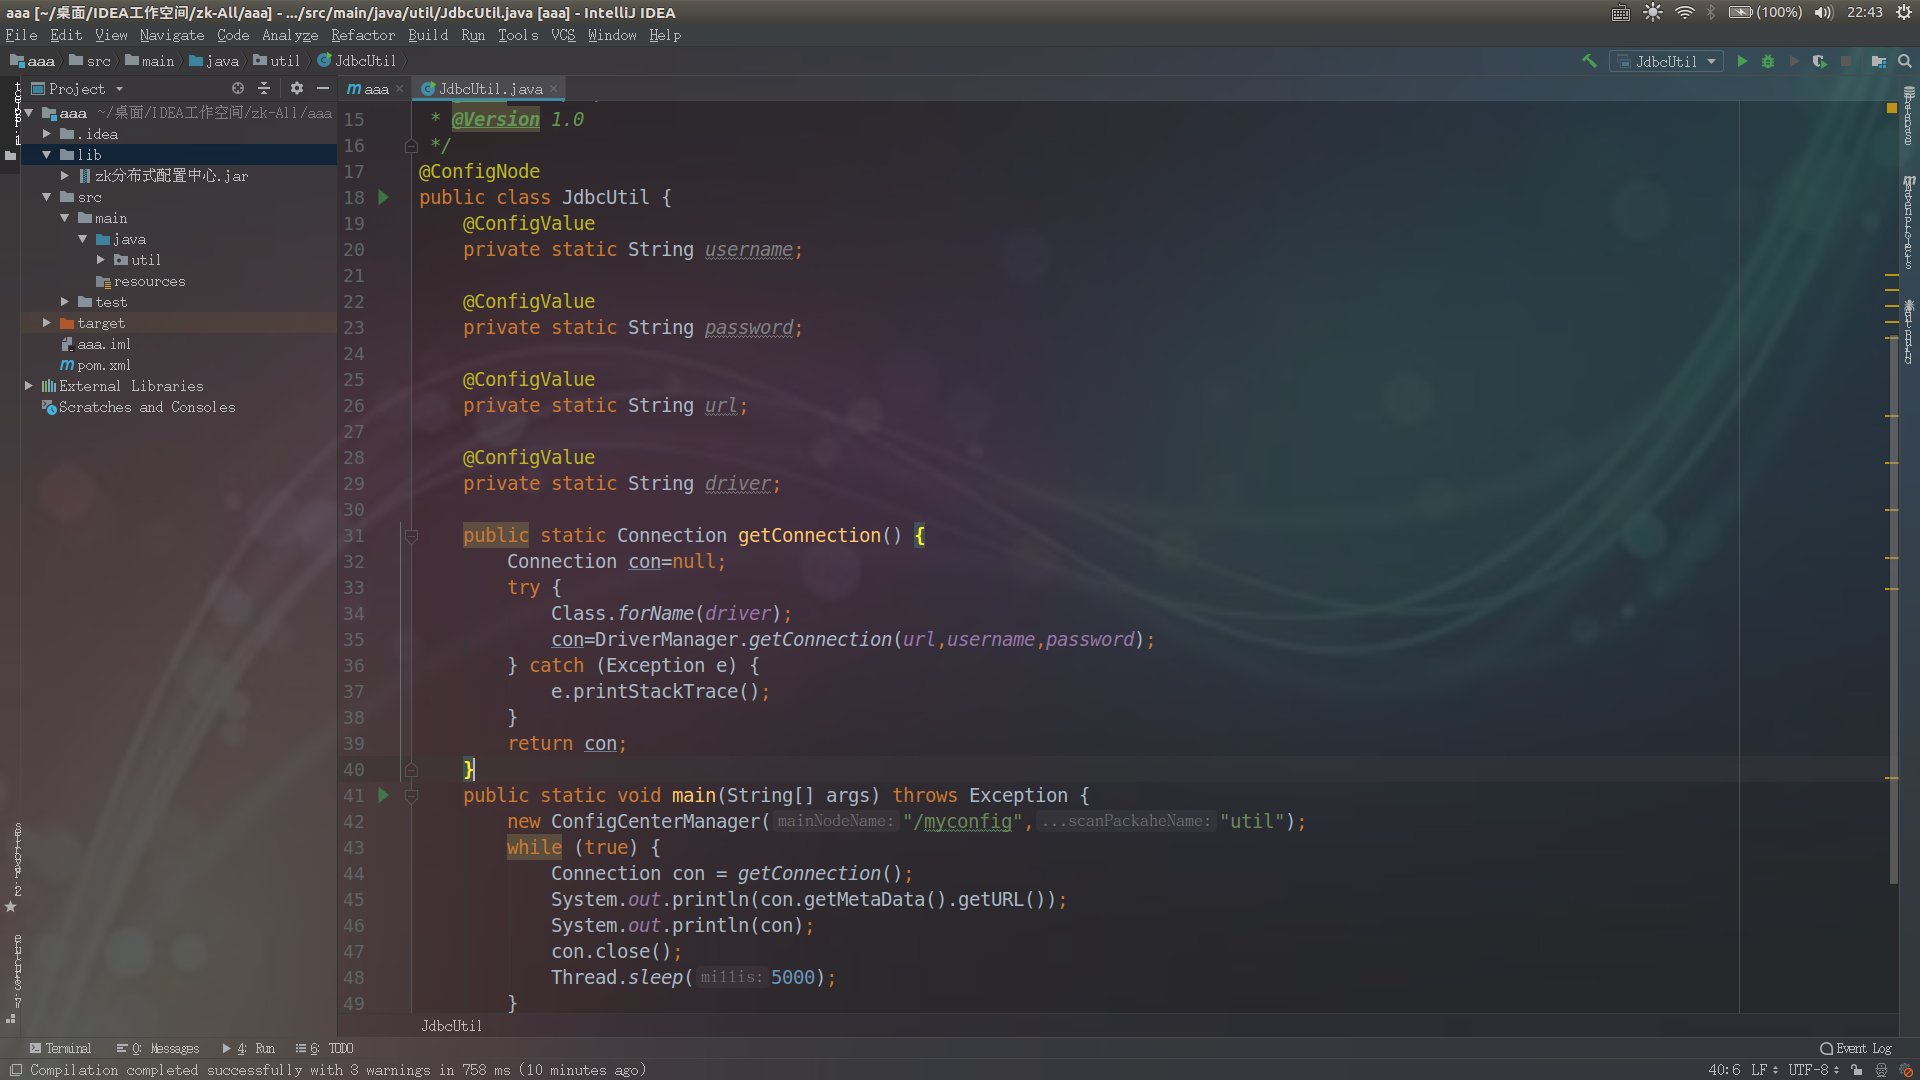 aaa [~/桌面/IDEA工作空间/zk-All/aaa] - .../src/main/java/util/JdbcUtil.java [aaa] - IntelliJ IDEA
(100%) 22:43
File Edit View Navigate Code Analyze Refactor Build Run Tools VCS Window Help
aaa src main java util JdbcUtil
JdbcUtil
Project
aaa JdbcUtil.java
aaa ~/桌面/IDEA工作空间/zk-All/aaa
.idea
lib
zk分布式配置中心.jar
src
main
java
util
resources
test
target
aaa.iml
pom.xml
External Libraries
Scratches and Consoles
15 * @Version 1.0
16 */
17 @ConfigNode
18 public class JdbcUtil {
19 @ConfigValue
20 private static String username;
21
22 @ConfigValue
23 private static String password;
24
25 @ConfigValue
26 private static String url;
27
28 @ConfigValue
29 private static String driver;
30
31 public static Connection getConnection() {
32 Connection con=null;
33 try {
34 Class.forName(driver);
35 con=DriverManager.getConnection(url,username,password);
36 } catch (Exception e) {
37 e.printStackTrace();
38 }
39 return con;
40 }
41 public static void main(String[] args) throws Exception {
42 new ConfigCenterManager( mainNodeName: "/myconfig", ...scanPackaheName: "util");
43 while (true) {
44 Connection con = getConnection();
45 System.out.println(con.getMetaData().getURL());
46 System.out.println(con);
47 con.close();
48 Thread.sleep( millis: 5000);
49 }
JdbcUtil
Database
Maven Projects
Ant Build
Terminal 0: Messages 4: Run 6: TODO
Event Log
Compilation completed successfully with 3 warnings in 758 ms (10 minutes ago)
40:6 LF UTF-8